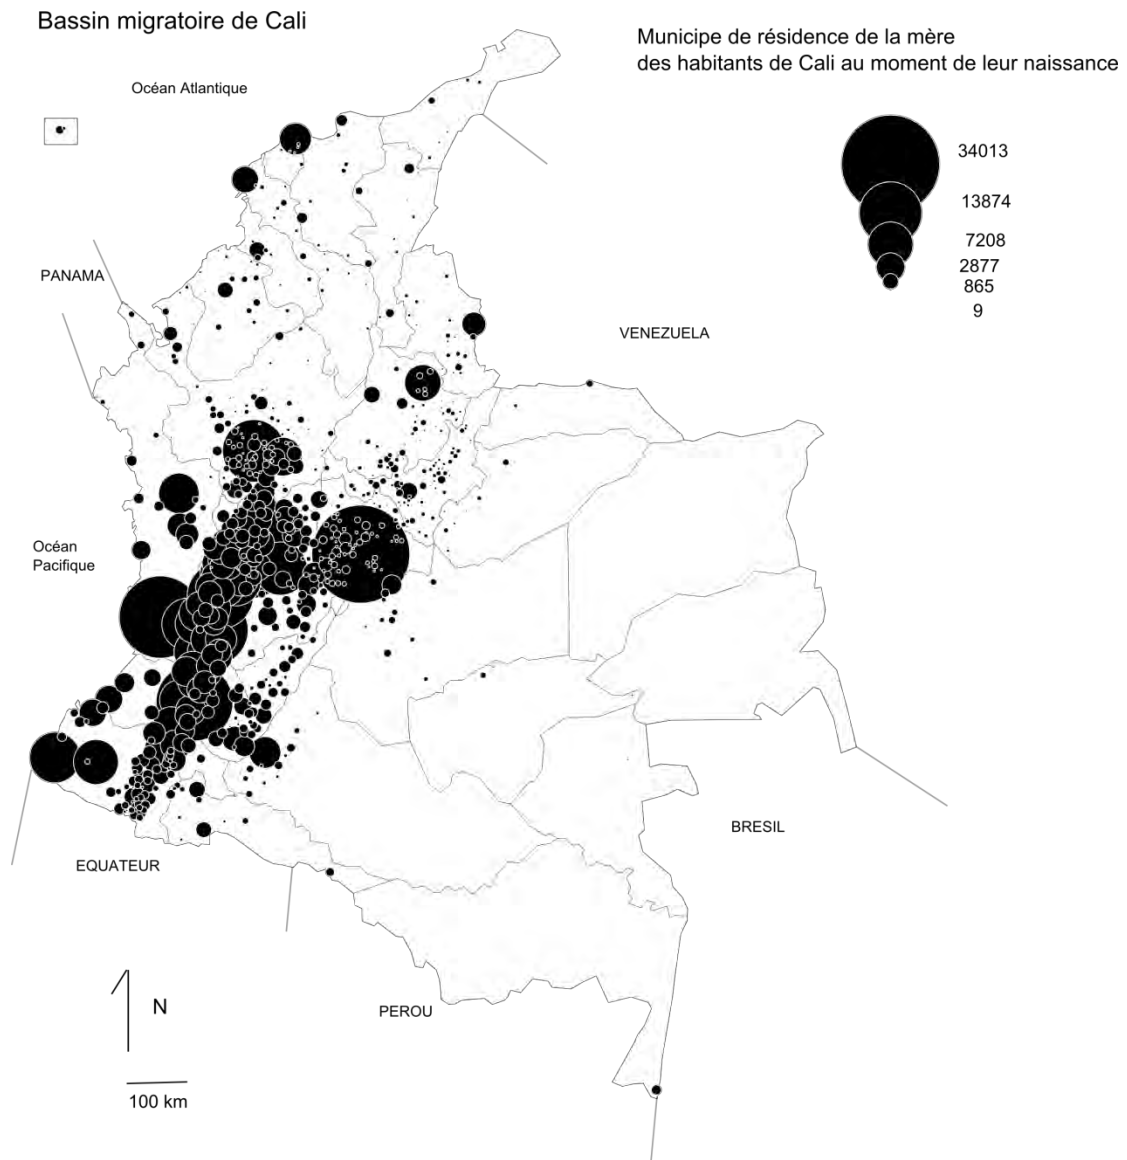 Bassin migratoire de Cali
Municipe de résidence de la mère
des habitants de Cali au moment de leur naissance
Océan Atlantique
34013
13874
7208
2877
865
9
PANAMA
VENEZUELA
Océan
Pacifique
BRESIL
EQUATEUR
N
PEROU
100 km